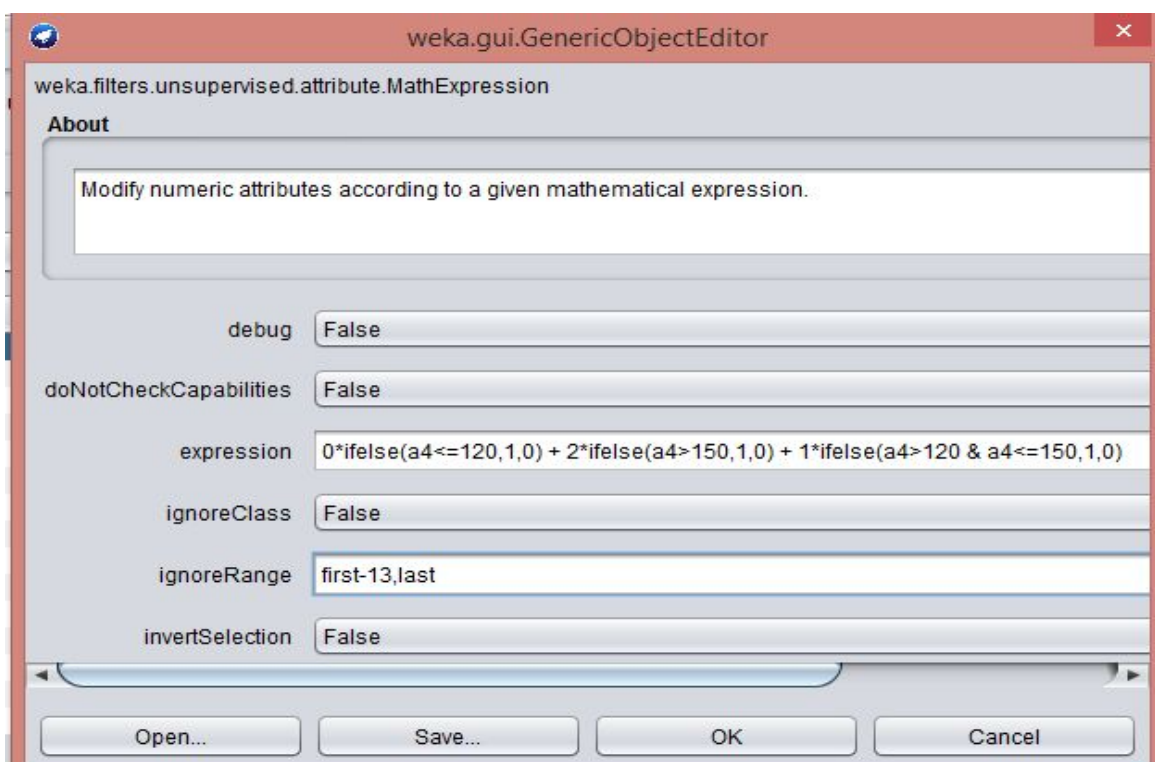 weka.gui.GenericObjectEditor
weka.filters.unsupervised.attribute.MathExpression
About
Modify numeric attributes according to a given mathematical expression.
debug False
doNotCheckCapabilities False
expression 0*ifelse(a4<=120,1,0) + 2*ifelse(a4>150,1,0) + 1*ifelse(a4>120 & a4<=150,1,0)
ignoreClass False
ignoreRange first-13,last
invertSelection False
Open... Save... OK Cancel